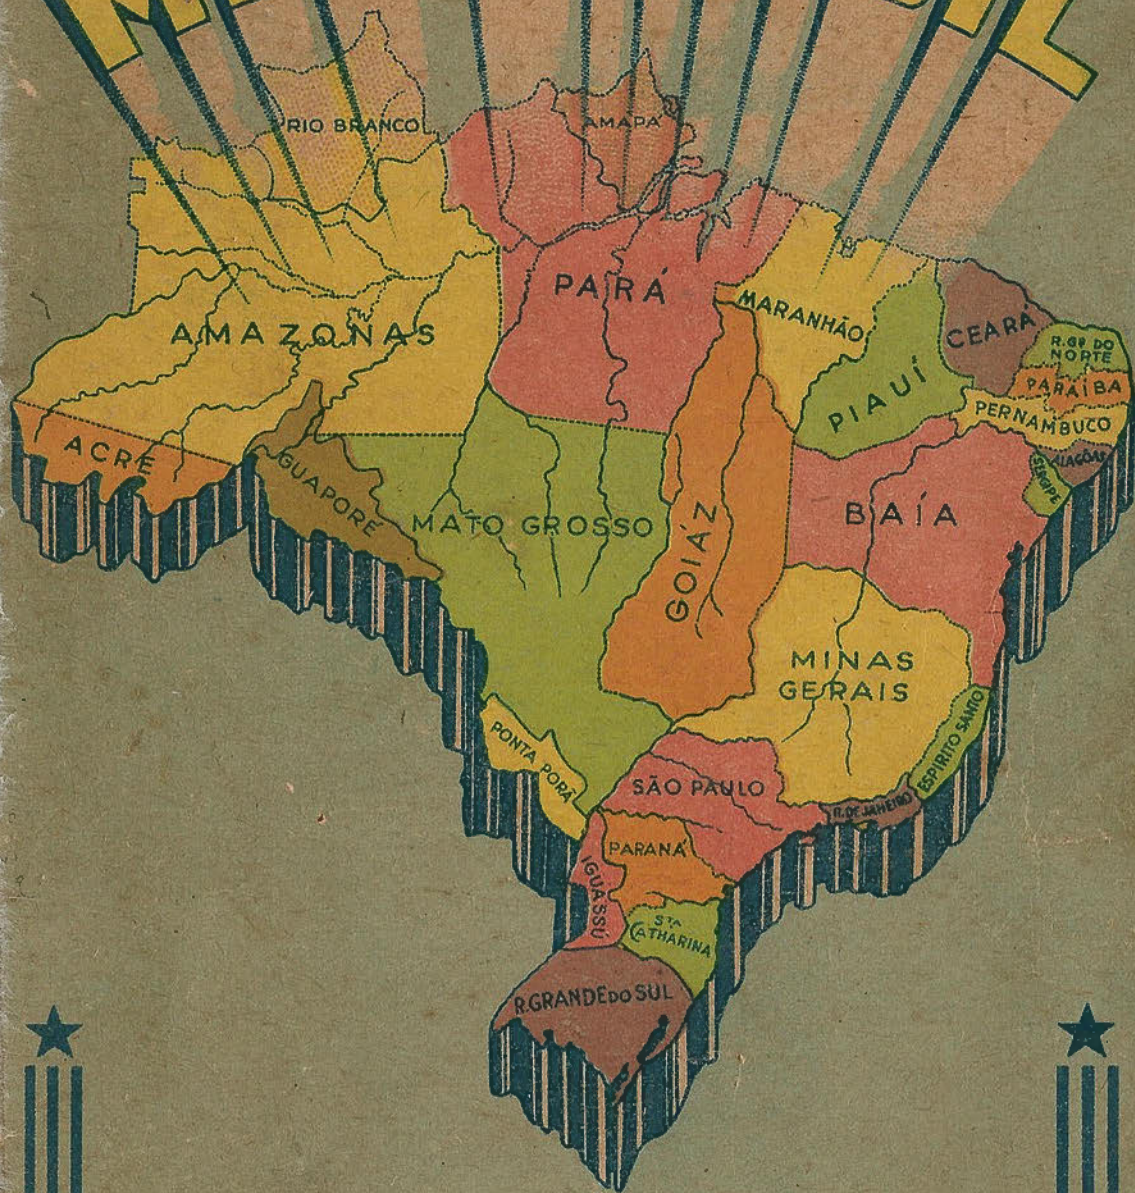 RIO BRANCO
AMAPÁ
PARÁ
AMAZONAS
MARANHÃO
CEARÁ
R.Gᵈᵉ DO
NORTE
PARAÍBA
PIAUÍ
PERNAMBUCO
ALAGÔAS
SERGIPE
ACRE
GUAPORÉ
MATO GROSSO
GOIÁZ
BAÍA
MINAS
GERAIS
ESPIRITO SANTO
PONTA PORÃ
SÃO PAULO
R. DE JANEIRO
PARANÁ
IGUASSÚ
Sᵀᴬ
CATHARINA
R.GRANDE DO SUL